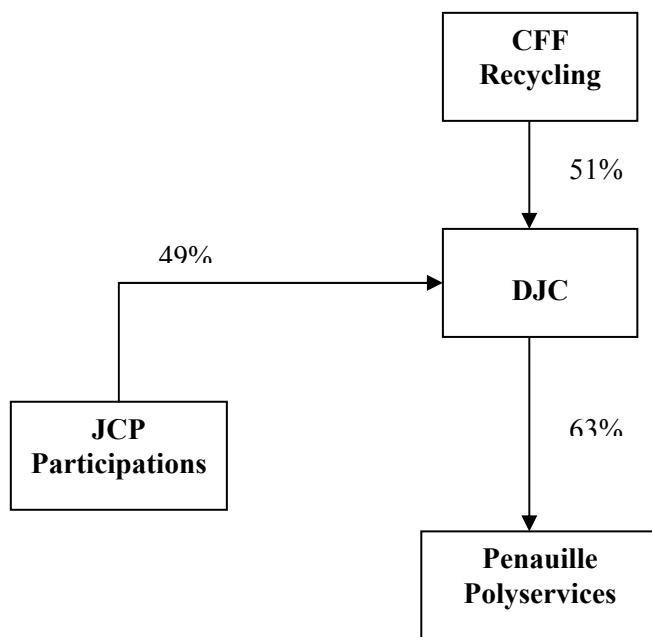 CFF
Recycling
51%
49%
DJC
JCP
Participations
63%
Penauille
Polyservices